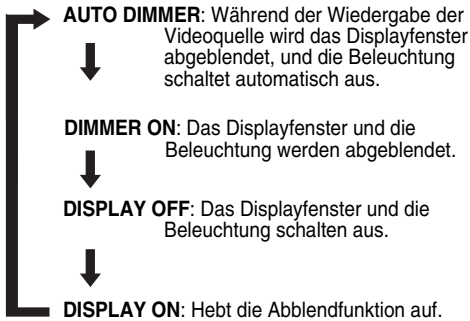 AUTO DIMMER: Während der Wiedergabe der
Videoquelle wird das Displayfenster
abgeblendet, und die Beleuchtung
schaltet automatisch aus.
DIMMER ON: Das Displayfenster und die
Beleuchtung werden abgeblendet.
DISPLAY OFF: Das Displayfenster und die
Beleuchtung schalten aus.
DISPLAY ON: Hebt die Abblendfunktion auf.